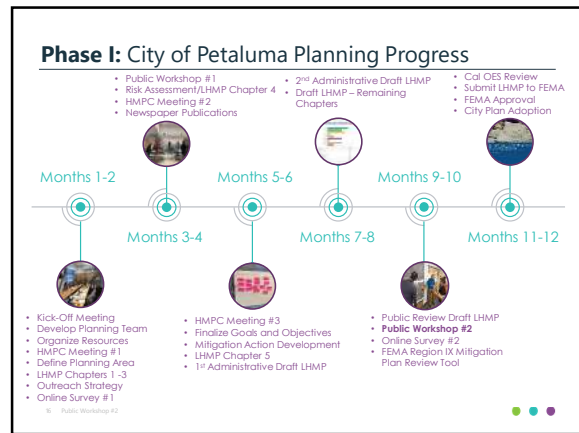 Phase I: City of Petaluma Planning Progress
• Public Workshop #1
• Risk Assessment/LHMP Chapter 4
• HMPC Meeting #2
• Newspaper Publications
• 2nd Administrative Draft LHMP
• Draft LHMP – Remaining
Chapters
• Cal OES Review
• Submit LHMP to FEMA
• FEMA Approval
• City Plan Adoption
Months 1-2
Months 5-6
Months 9-10
Months 3-4
Months 7-8
Months 11-12
• Kick-Off Meeting
• Develop Planning Team
• Organize Resources
• HMPC Meeting #1
• Define Planning Area
• LHMP Chapters 1 -3
• Outreach Strategy
• Online Survey #1
• HMPC Meeting #3
• Finalize Goals and Objectives
• Mitigation Action Development
• LHMP Chapter 5
• 1st Administrative Draft LHMP
• Public Review Draft LHMP
• Public Workshop #2
• Online Survey #2
• FEMA Region IX Mitigation
Plan Review Tool
Public Workshop #2